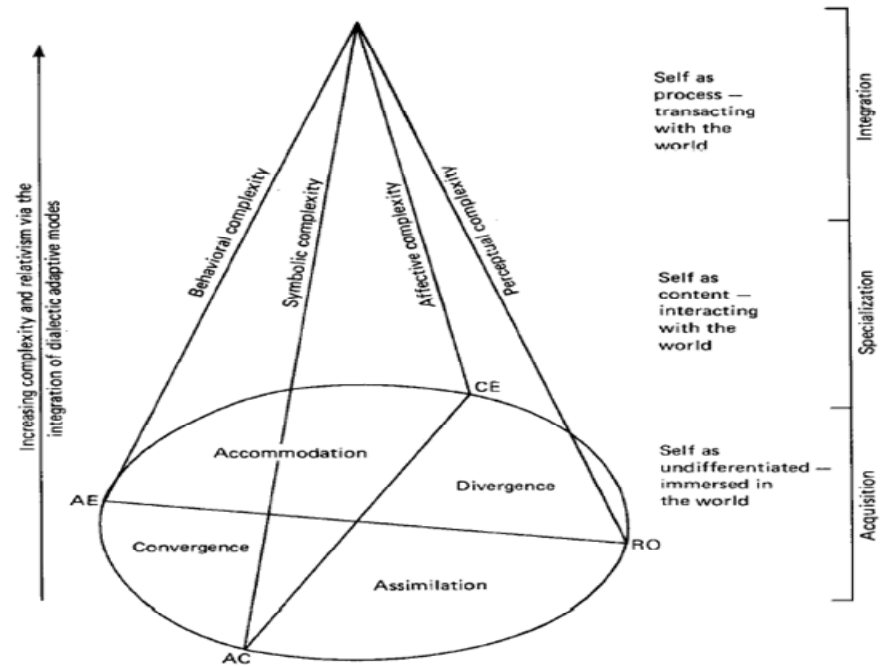 Increasing complexity and relativism via the
integration of dialectic adaptive modes
Behavioral complexity
Symbolic complexity
Affective complexity
Perceptual complexity
Self as
process —
transacting
with the
world
Integration
Self as
content —
interacting
with the
world
Specialization
Self as
undifferentiated —
immersed in
the world
Acquisition
CE
Accommodation
Divergence
AE
RO
Convergence
Assimilation
AC